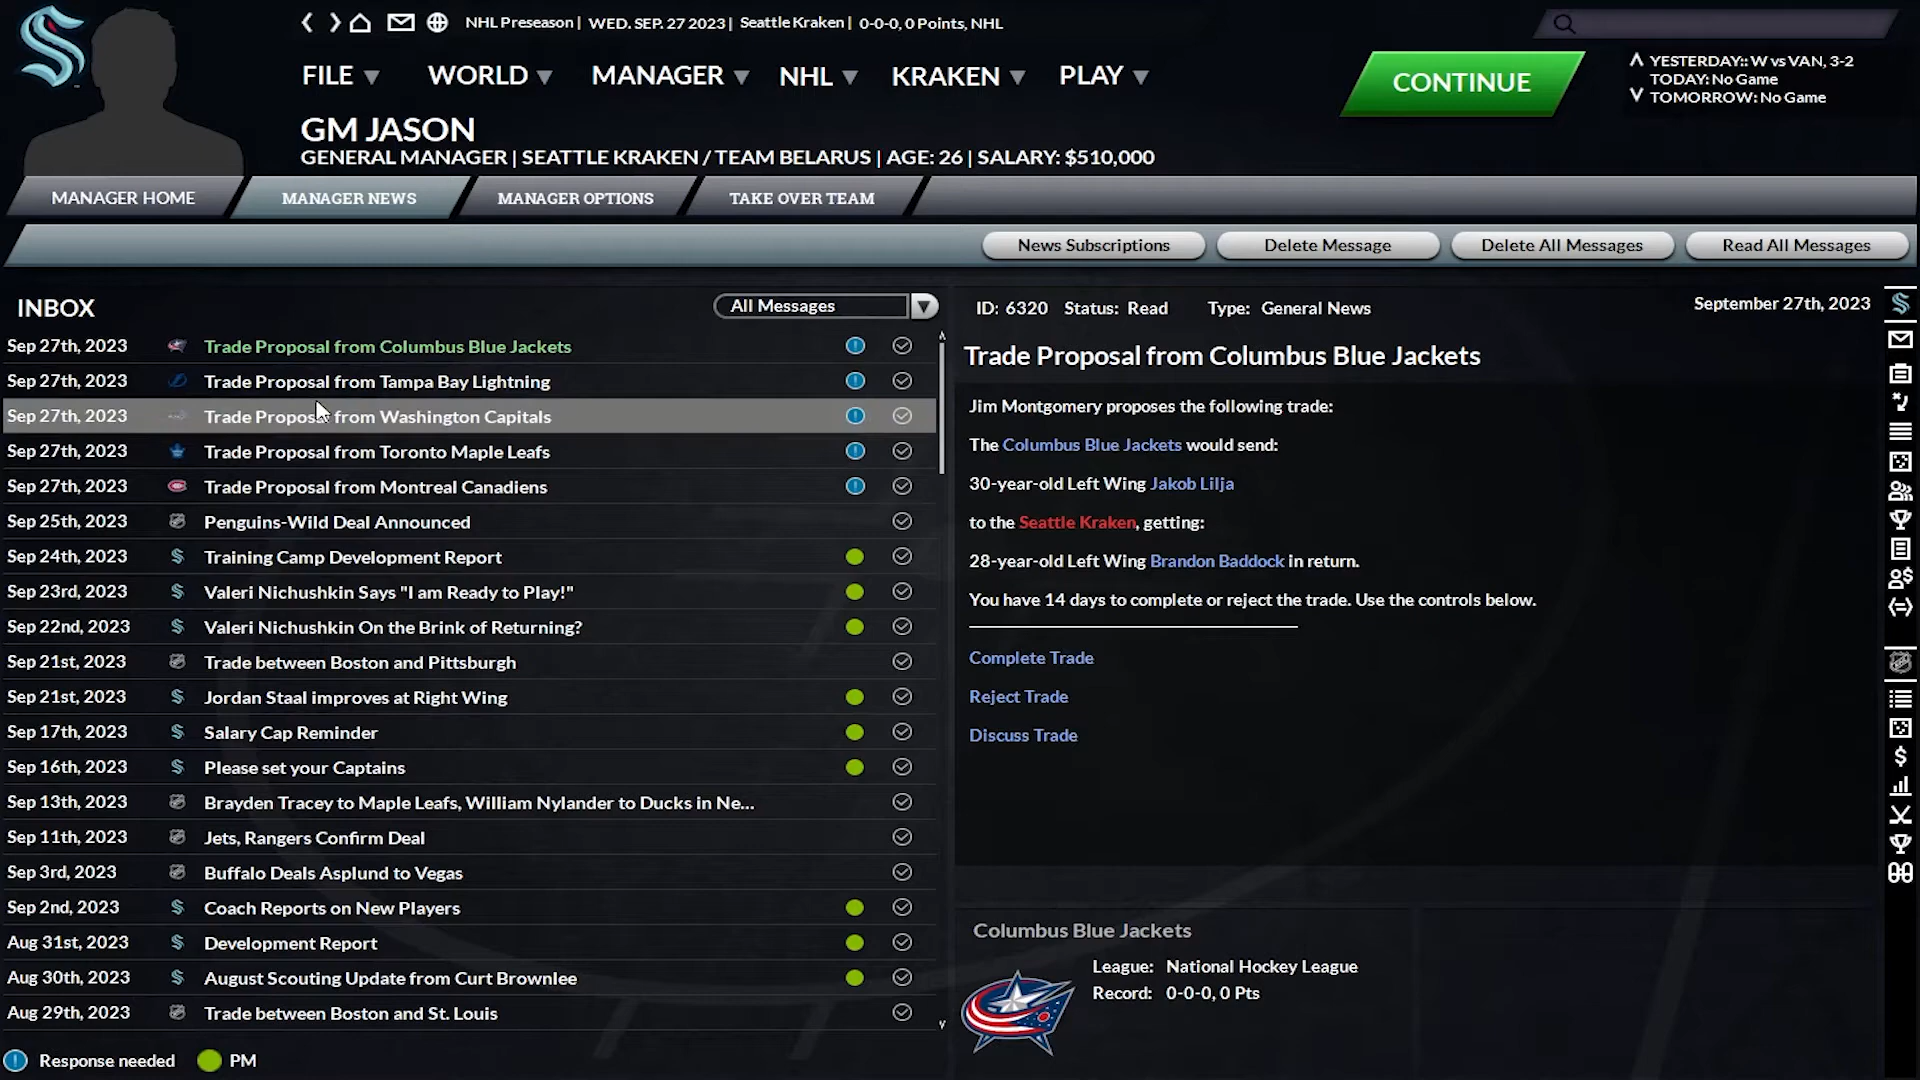 NHL Preseason | WED. SEP. 27 2023 | Seattle Kraken | 0-0-0, 0 Points, NHL
FILE WORLD MANAGER NHL KRAKEN PLAY
CONTINUE
YESTERDAY:: W vs VAN, 3-2
TODAY: No Game
TOMORROW: No Game
GM JASON
GENERAL MANAGER | SEATTLE KRAKEN / TEAM BELARUS | AGE: 26 | SALARY: $510,000
MANAGER HOME MANAGER NEWS MANAGER OPTIONS TAKE OVER TEAM
News Subscriptions Delete Message Delete All Messages Read All Messages
INBOX
All Messages
Sep 27th, 2023 Trade Proposal from Columbus Blue Jackets
Sep 27th, 2023 Trade Proposal from Tampa Bay Lightning
Sep 27th, 2023 Trade Proposal from Washington Capitals
Sep 27th, 2023 Trade Proposal from Toronto Maple Leafs
Sep 27th, 2023 Trade Proposal from Montreal Canadiens
Sep 25th, 2023 Penguins-Wild Deal Announced
Sep 24th, 2023 Training Camp Development Report
Sep 23rd, 2023 Valeri Nichushkin Says "I am Ready to Play!"
Sep 22nd, 2023 Valeri Nichushkin On the Brink of Returning?
Sep 21st, 2023 Trade between Boston and Pittsburgh
Sep 21st, 2023 Jordan Staal improves at Right Wing
Sep 17th, 2023 Salary Cap Reminder
Sep 16th, 2023 Please set your Captains
Sep 13th, 2023 Brayden Tracey to Maple Leafs, William Nylander to Ducks in Ne...
Sep 11th, 2023 Jets, Rangers Confirm Deal
Sep 3rd, 2023 Buffalo Deals Asplund to Vegas
Sep 2nd, 2023 Coach Reports on New Players
Aug 31st, 2023 Development Report
Aug 30th, 2023 August Scouting Update from Curt Brownlee
Aug 29th, 2023 Trade between Boston and St. Louis
Response needed PM
ID: 6320 Status: Read Type: General News
September 27th, 2023
Trade Proposal from Columbus Blue Jackets
Jim Montgomery proposes the following trade:
The Columbus Blue Jackets would send:
30-year-old Left Wing Jakob Lilja
to the Seattle Kraken, getting:
28-year-old Left Wing Brandon Baddock in return.
You have 14 days to complete or reject the trade. Use the controls below.
Complete Trade
Reject Trade
Discuss Trade
Columbus Blue Jackets
League: National Hockey League
Record: 0-0-0, 0 Pts